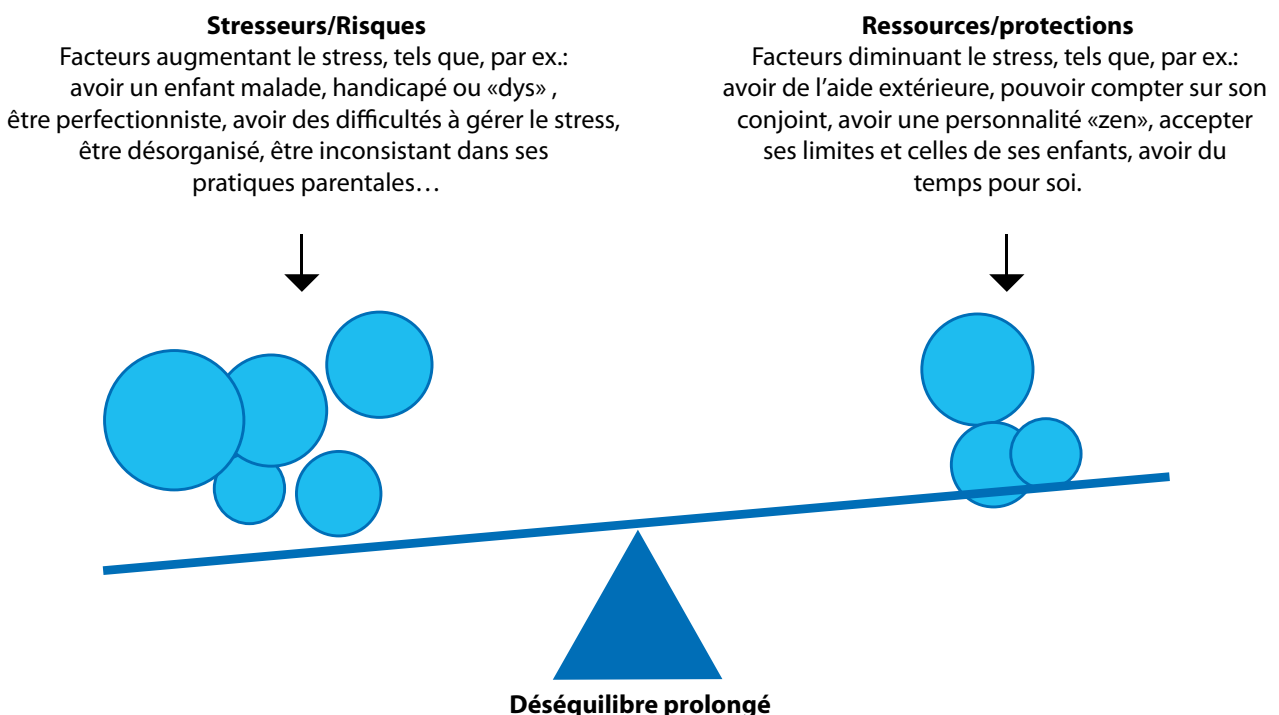 Stresseurs/Risques
Facteurs augmentant le stress, tels que, par ex.:
avoir un enfant malade, handicapé ou «dys» ,
être perfectionniste, avoir des difficultés à gérer le stress,
être désorganisé, être inconsistant dans ses
pratiques parentales…
Ressources/protections
Facteurs diminuant le stress, tels que, par ex.:
avoir de l’aide extérieure, pouvoir compter sur son
conjoint, avoir une personnalité «zen», accepter
ses limites et celles de ses enfants, avoir du
temps pour soi.
Déséquilibre prolongé